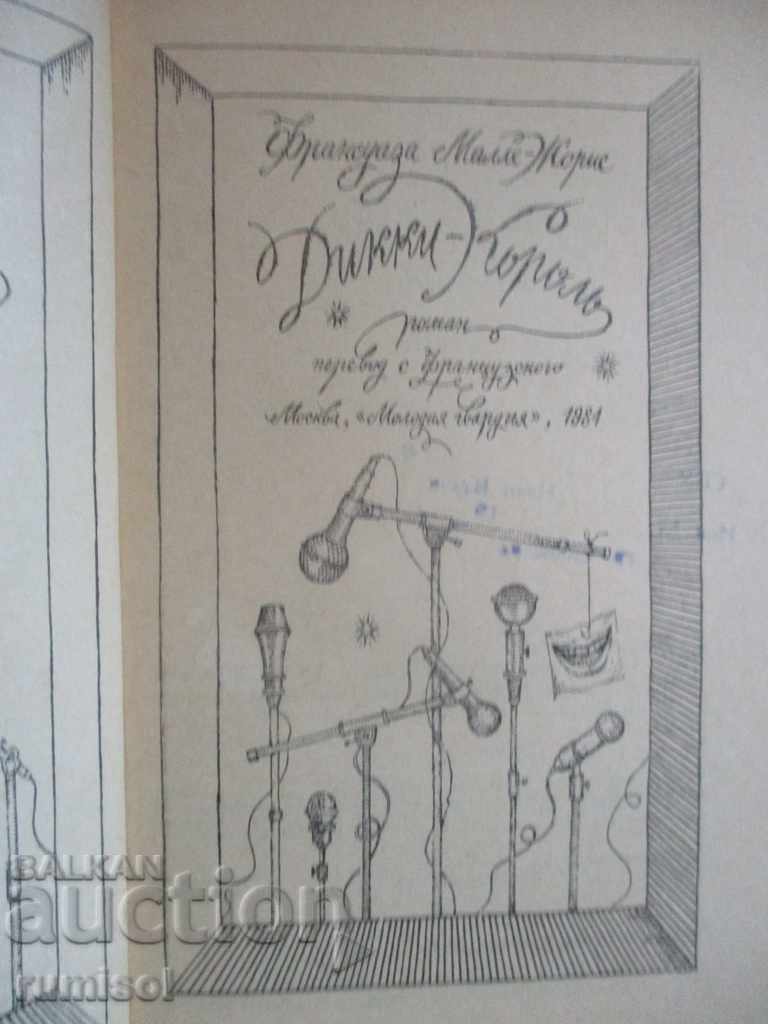 Франсуаза Малле-Жорис
Дикки-Король
роман
перевод с французского
Москва, «Молодая гвардия», 1981
BALKAN
auction
rumisol